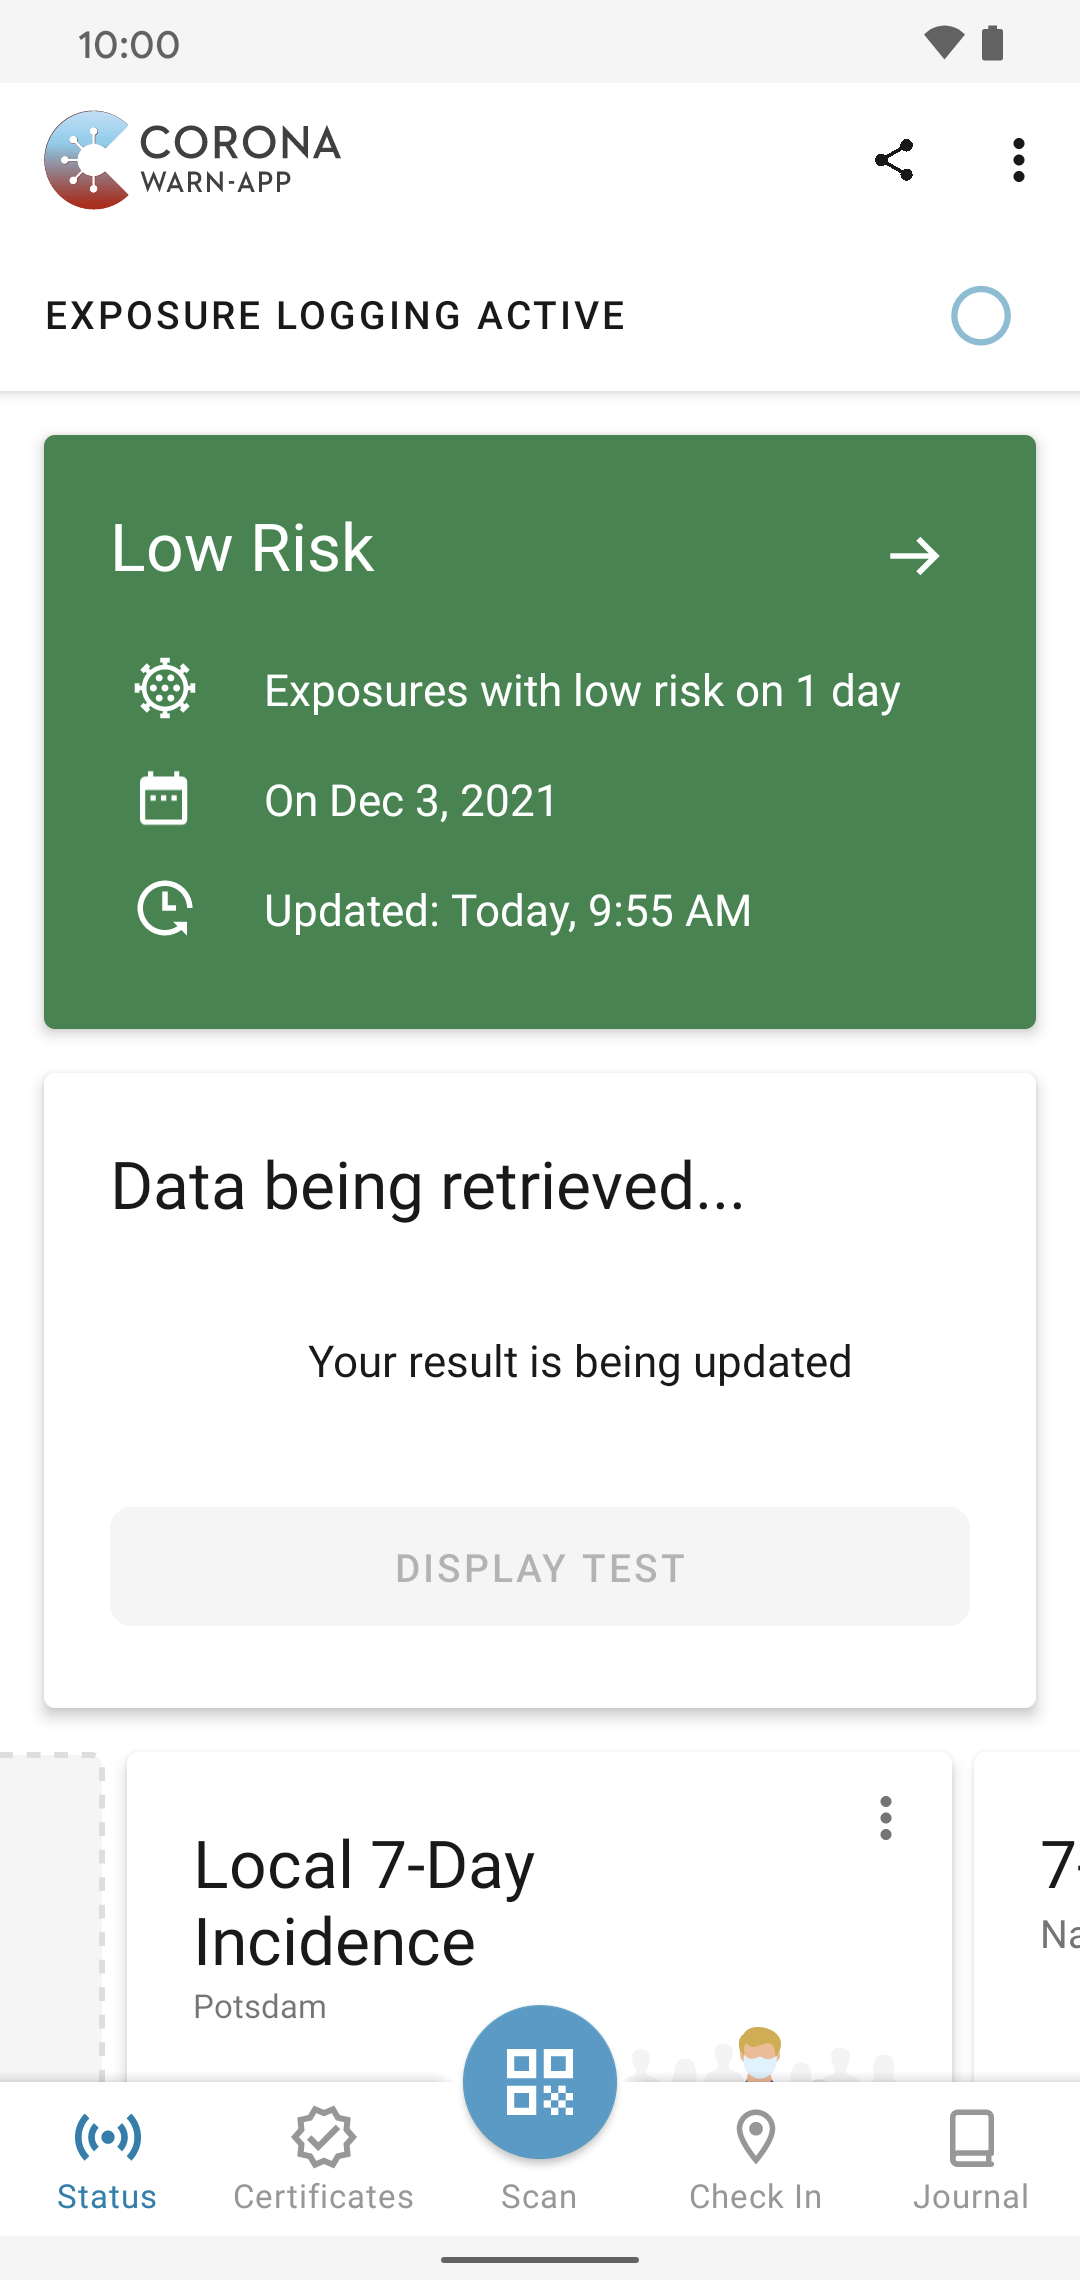 10:00
CORONA
WARN-APP
EXPOSURE LOGGING ACTIVE
Low Risk
Exposures with low risk on 1 day
On Dec 3, 2021
Updated: Today, 9:55 AM
Data being retrieved...
Your result is being updated
DISPLAY TEST
Local 7-Day
Incidence
Potsdam
7-
Na
Status
Certificates
Scan
Check In
Journal